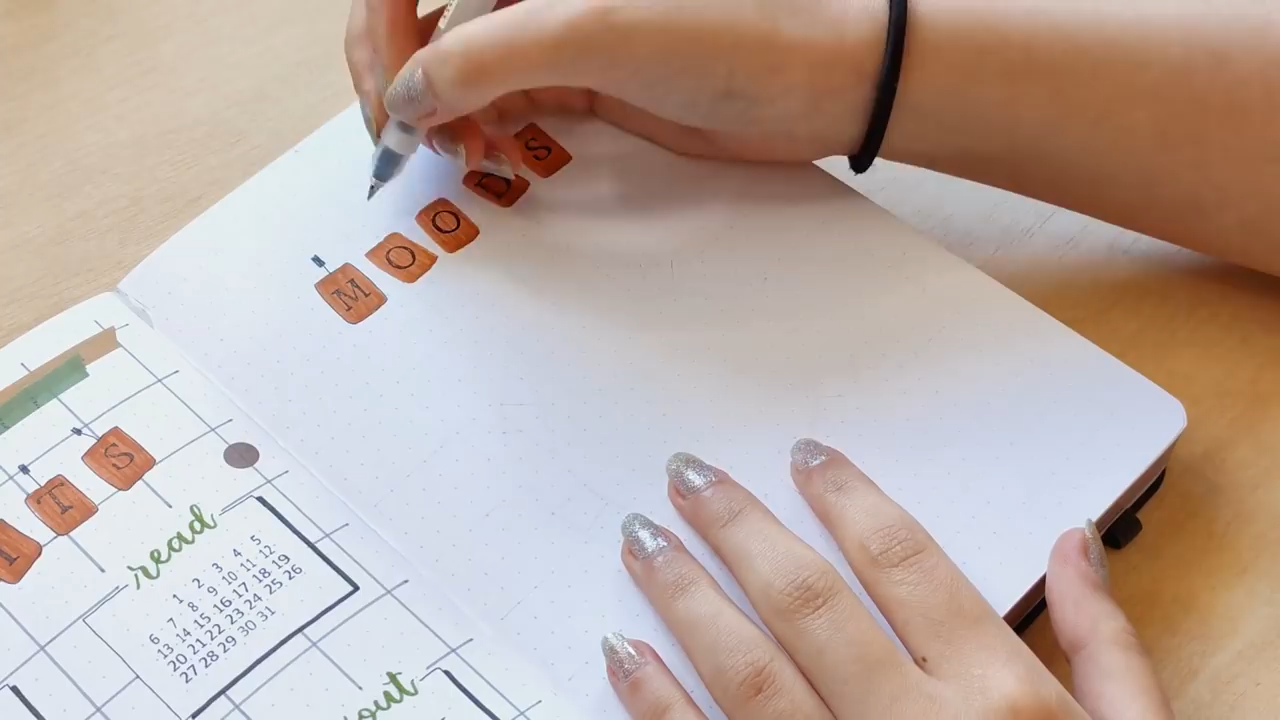 MOODS
ITS
read
1 2 3 4 5
6 7 8 9 10 11 12
13 14 15 16 17 18 19
20 21 22 23 24 25 26
27 28 29 30 31
out